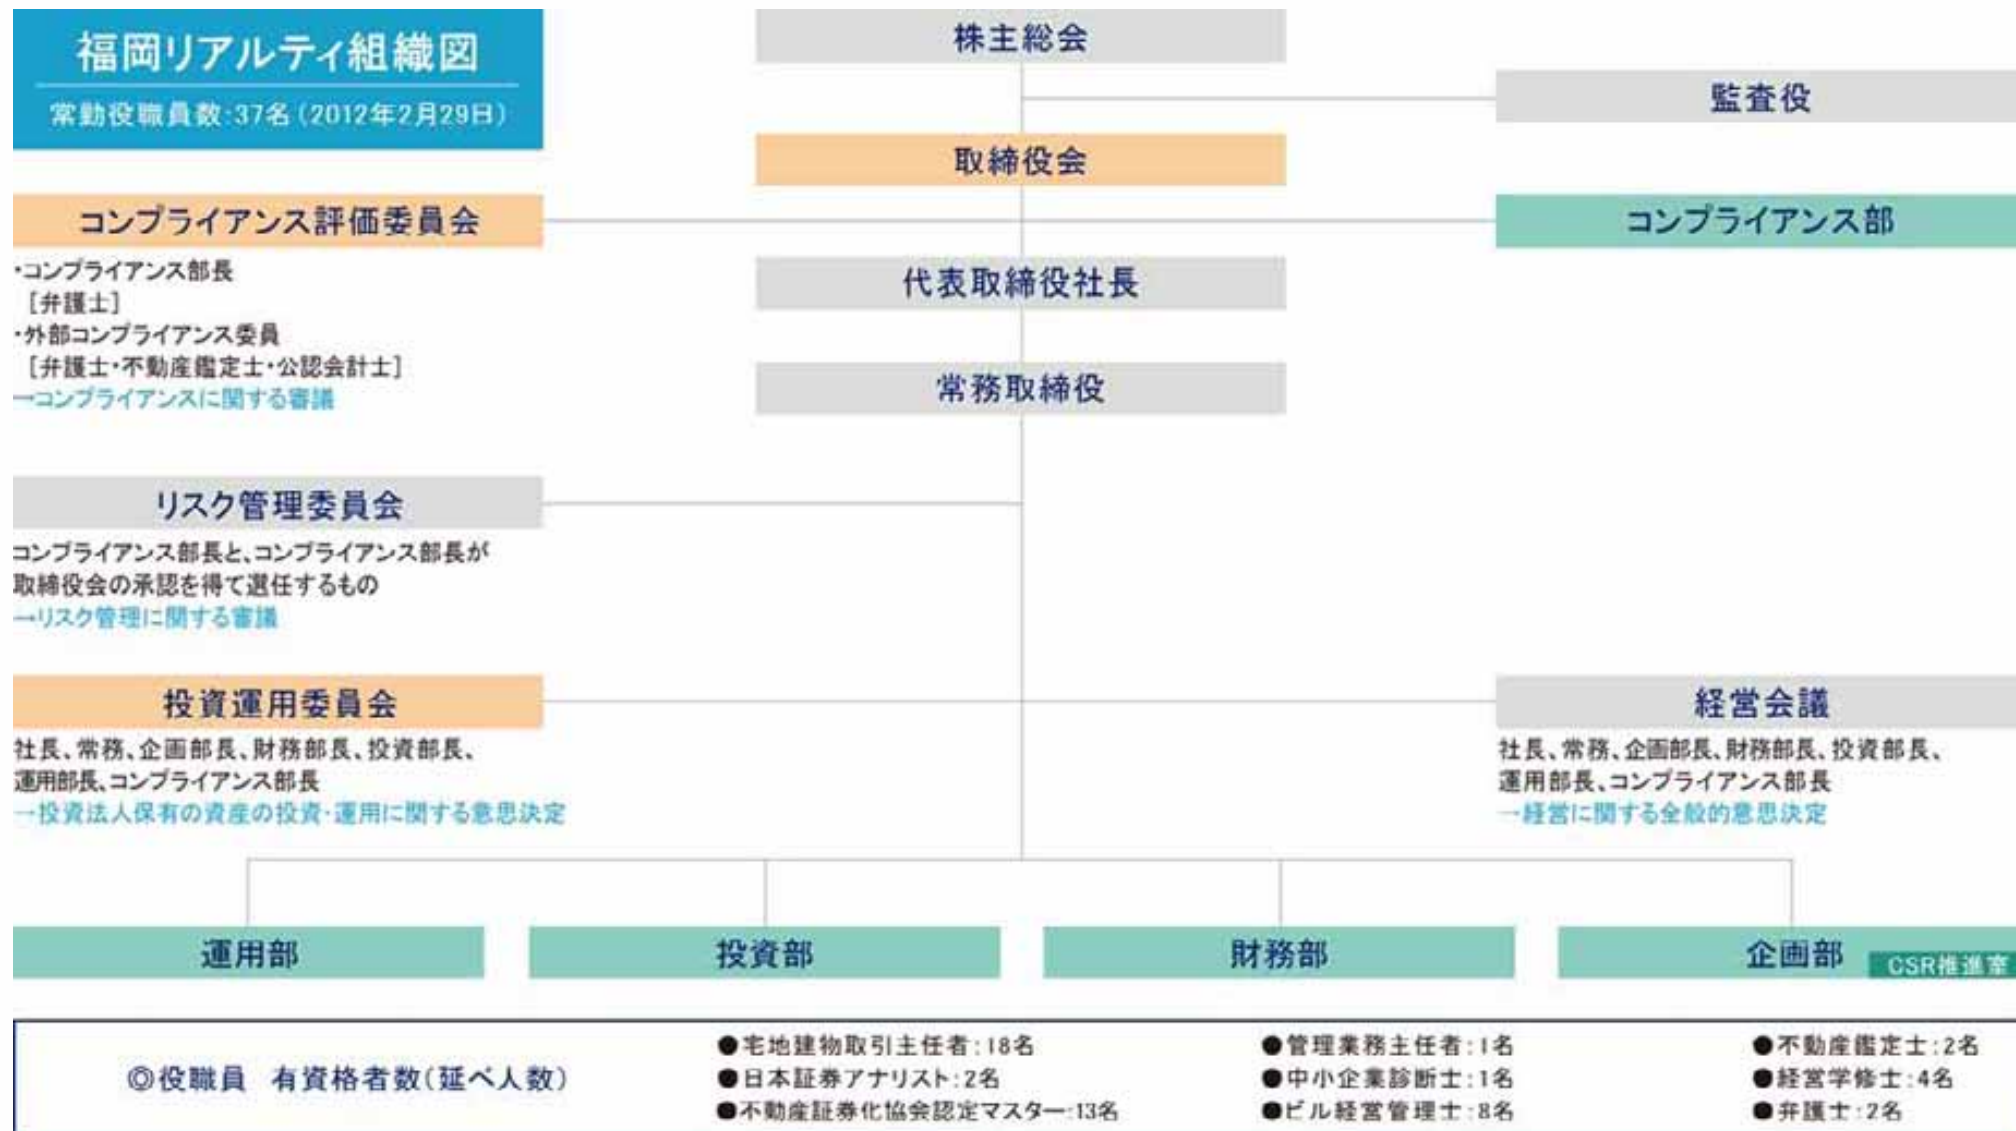 福岡リアルティ組織図
常勤役職員数:37名(2012年2月29日)
株主総会
監査役
取締役会
コンプライアンス評価委員会
コンプライアンス部
・コンプライアンス部長
[弁護士]
・外部コンプライアンス委員
[弁護士・不動産鑑定士・公認会計士]
→コンプライアンスに関する審議
代表取締役社長
常務取締役
リスク管理委員会
コンプライアンス部長と、コンプライアンス部長が
取締役会の承認を得て選任するもの
→リスク管理に関する審議
投資運用委員会
社長、常務、企画部長、財務部長、投資部長、
運用部長、コンプライアンス部長
→投資法人保有の資産の投資・運用に関する意思決定
経営会議
社長、常務、企画部長、財務部長、投資部長、
運用部長、コンプライアンス部長
→経営に関する全般的意思決定
運用部
投資部
財務部
企画部
CSR推進室
◎役職員 有資格者数(延べ人数)
●宅地建物取引主任者:18名
●日本証券アナリスト:2名
●不動産証券化協会認定マスター:13名
●管理業務主任者:1名
●中小企業診断士:1名
●ビル経営管理士:8名
●不動産鑑定士:2名
●経営学修士:4名
●弁護士:2名